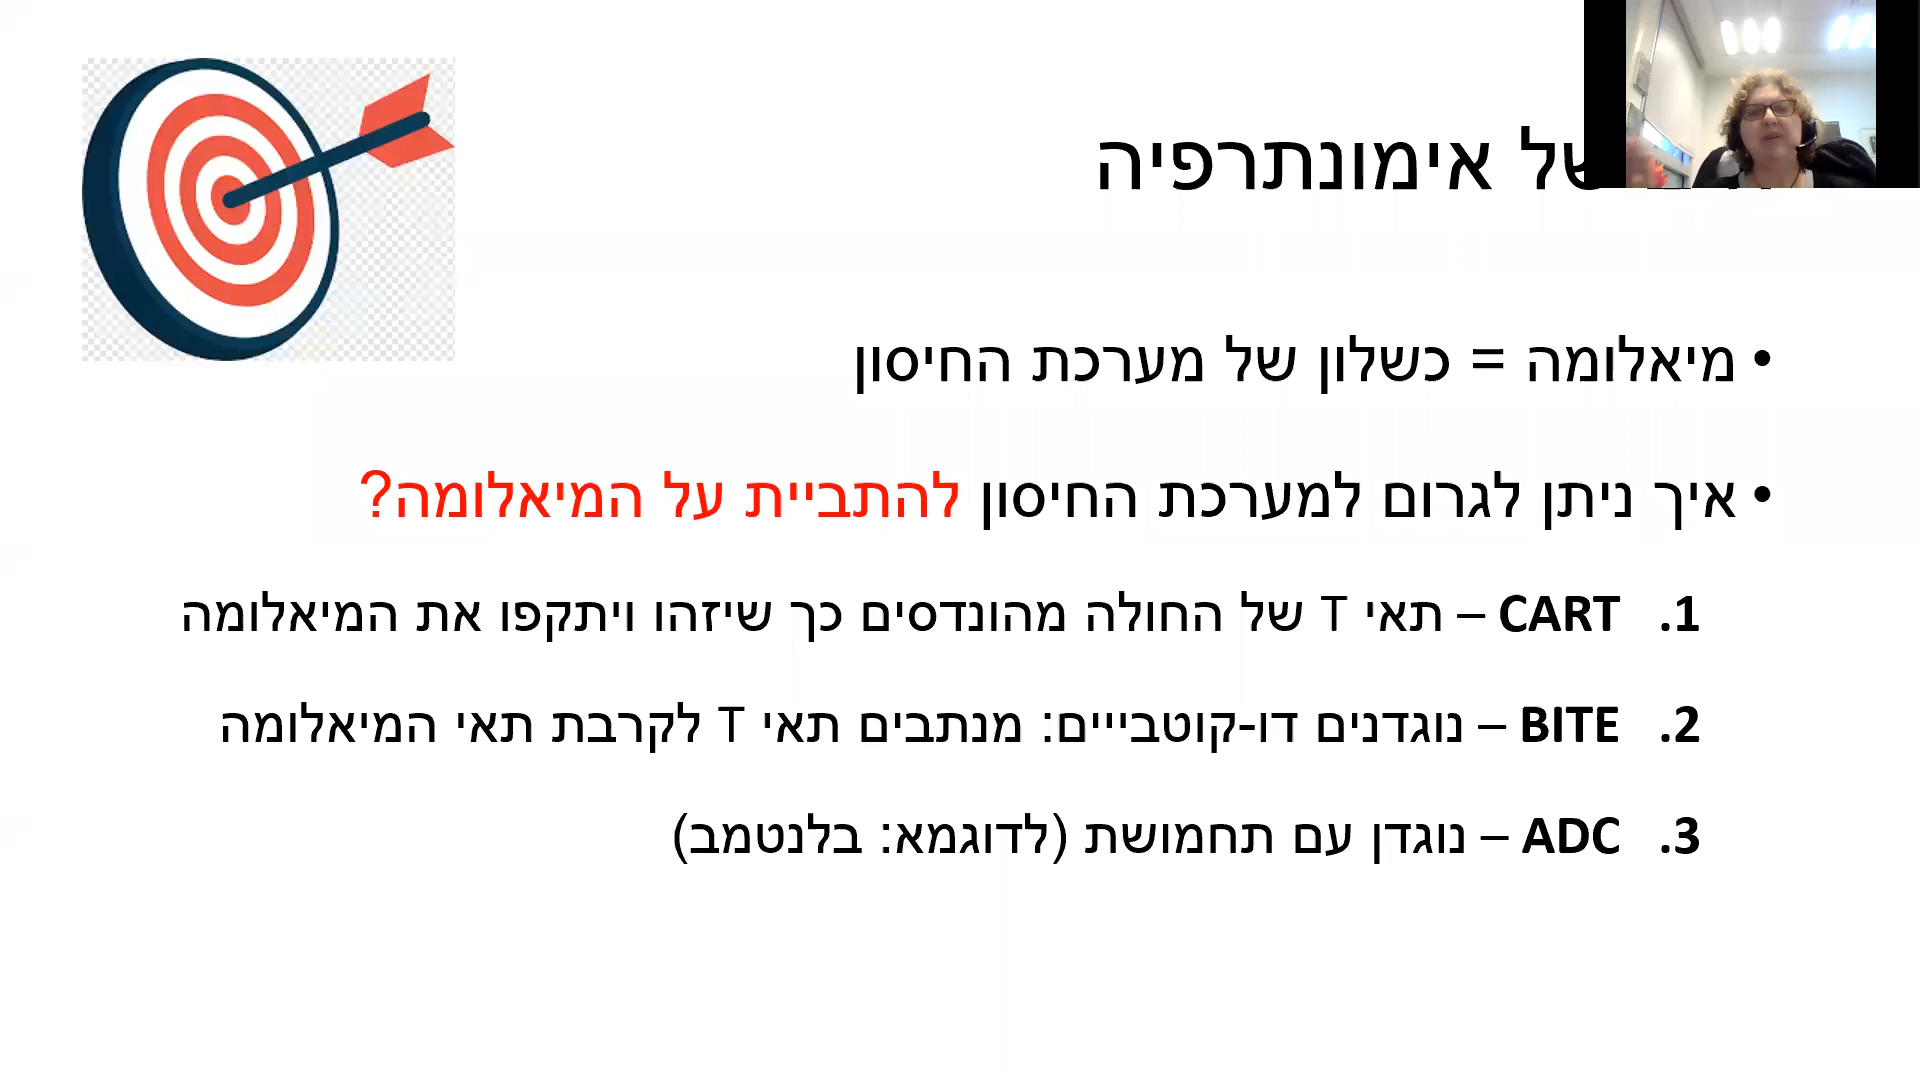 של אימונתרפיה
• מיאלומה = כשלון של מערכת החיסון
• איך ניתן לגרום למערכת החיסון להתביית על המיאלומה?
1. CART – תאי T של החולה מהונדסים כך שיזהו ויתקפו את המיאלומה
2. BITE – נוגדנים דו-קוטבייים: מנתבים תאי T לקרבת תאי המיאלומה
3. ADC – נוגדן עם תחמושת (לדוגמא: בלנטמב)